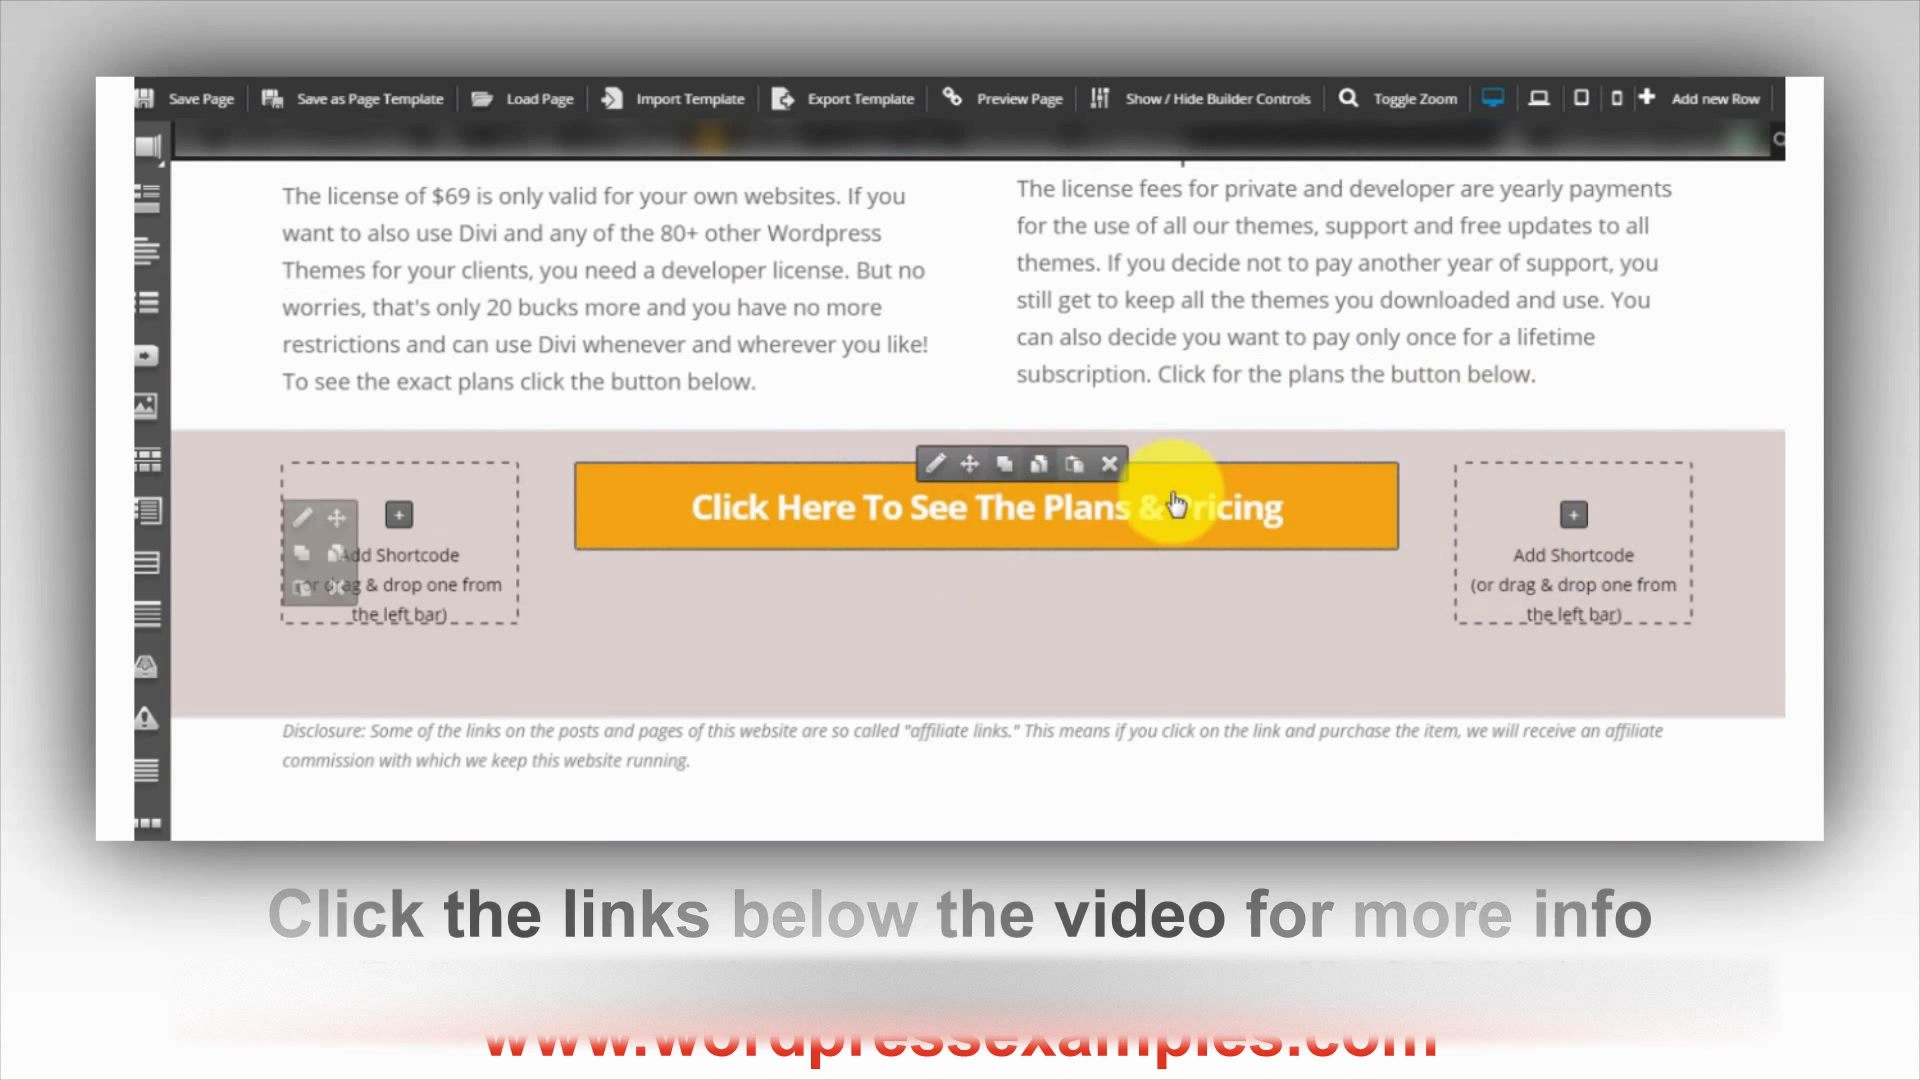 Save Page
Save as Page Template
Load Page
Import Template
Export Template
Preview Page
Show / Hide Builder Controls
Toggle Zoom
Add new Row
The license of $69 is only valid for your own websites. If you
want to also use Divi and any of the 80+ other Wordpress
Themes for your clients, you need a developer license. But no
worries, that's only 20 bucks more and you have no more
restrictions and can use Divi whenever and wherever you like!
To see the exact plans click the button below.
The license fees for private and developer are yearly payments
for the use of all our themes, support and free updates to all
themes. If you decide not to pay another year of support, you
still get to keep all the themes you downloaded and use. You
can also decide you want to pay only once for a lifetime
subscription. Click for the plans the button below.
Add Shortcode
(or drag & drop one from
the left bar)
Click Here To See The Plans & Pricing
Add Shortcode
(or drag & drop one from
the left bar)
Disclosure: Some of the links on the posts and pages of this website are so called "affiliate links." This means if you click on the link and purchase the item, we will receive an affiliate
commission with which we keep this website running.
Click the links below the video for more info
www.wordpressexamples.com